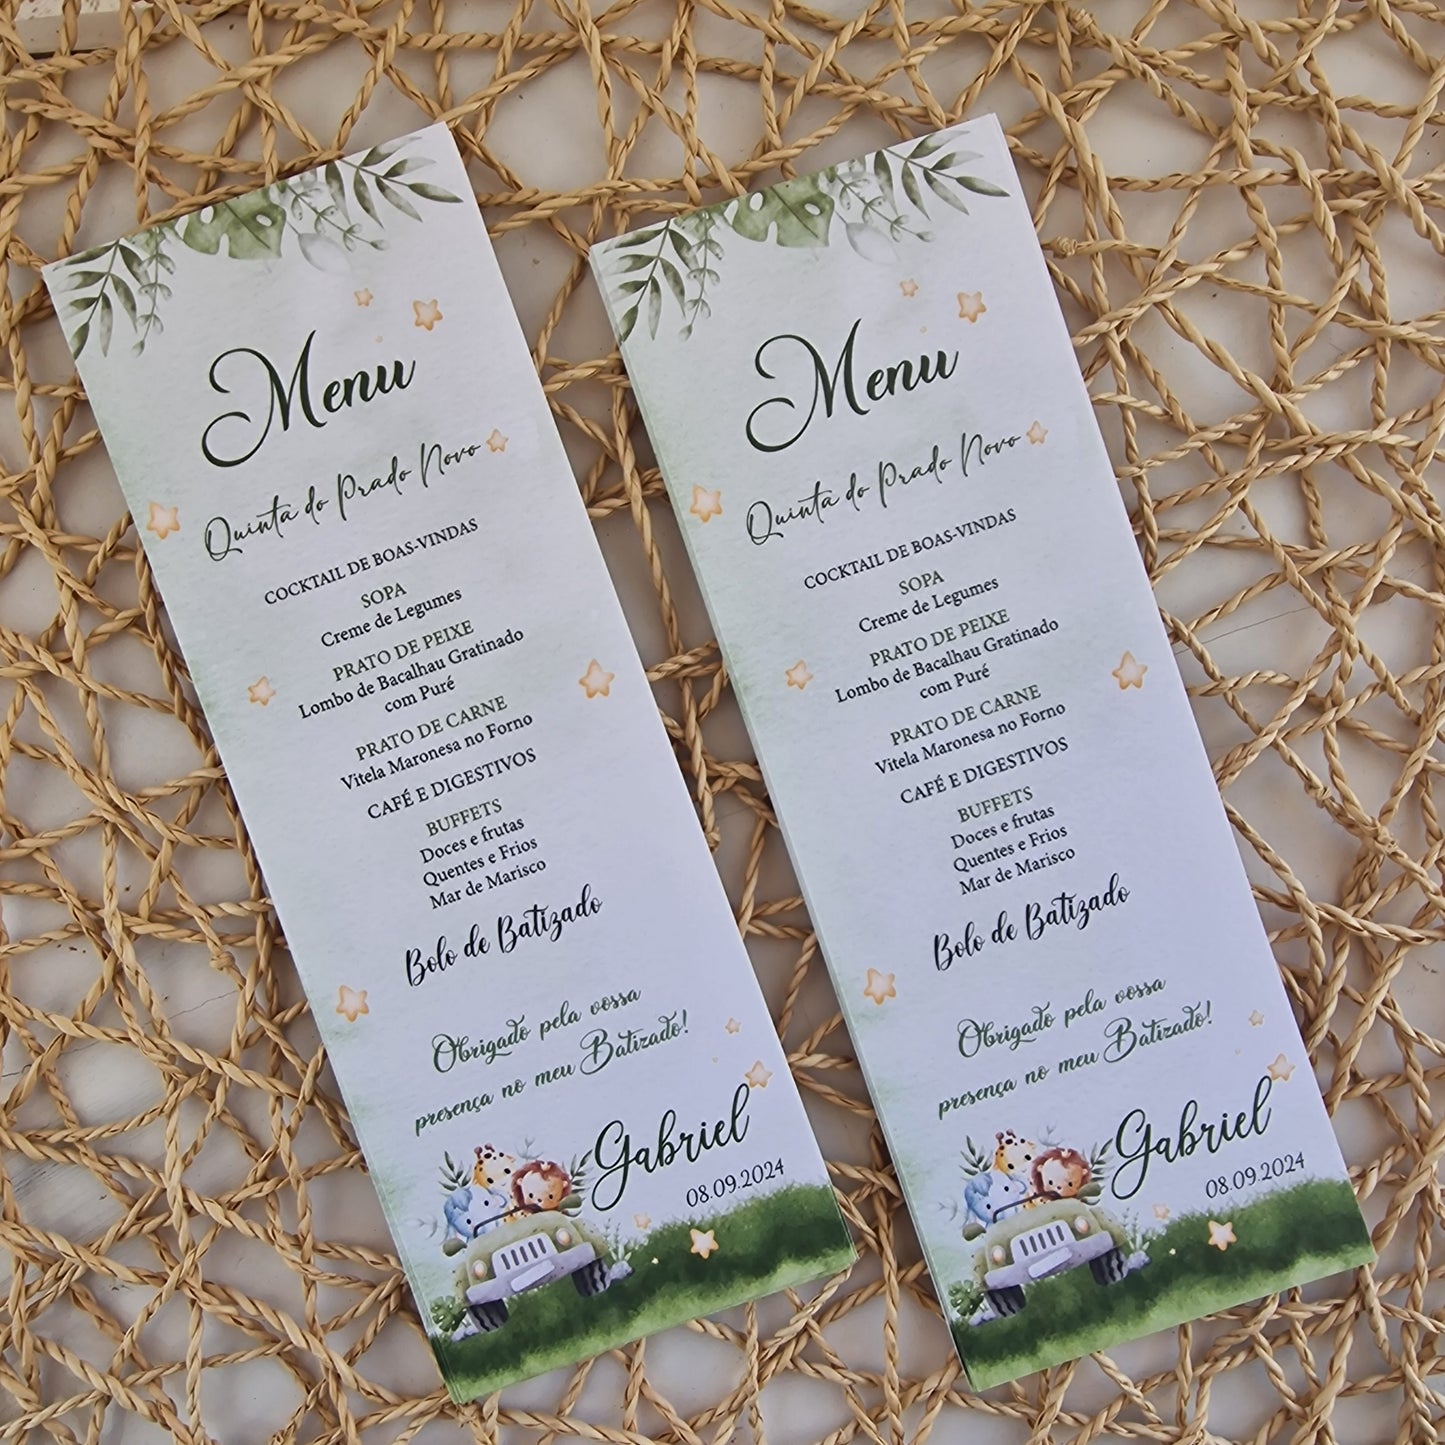 Menu
Quinta do Prado Novo
COCKTAIL DE BOAS-VINDAS
SOPA
Creme de Legumes
PRATO DE PEIXE
Lombo de Bacalhau Gratinado
com Puré
PRATO DE CARNE
Vitela Maronesa no Forno
CAFÉ E DIGESTIVOS
BUFFETS
Doces e frutas
Quentes e Frios
Mar de Marisco
Bolo de Batizado
Obrigado pela vossa
presença no meu Batizado!
Gabriel
08.09.2024
Menu
Quinta do Prado Novo
COCKTAIL DE BOAS-VINDAS
SOPA
Creme de Legumes
PRATO DE PEIXE
Lombo de Bacalhau Gratinado
com Puré
PRATO DE CARNE
Vitela Maronesa no Forno
CAFÉ E DIGESTIVOS
BUFFETS
Doces e frutas
Quentes e Frios
Mar de Marisco
Bolo de Batizado
Obrigado pela vossa
presença no meu Batizado!
Gabriel
08.09.2024